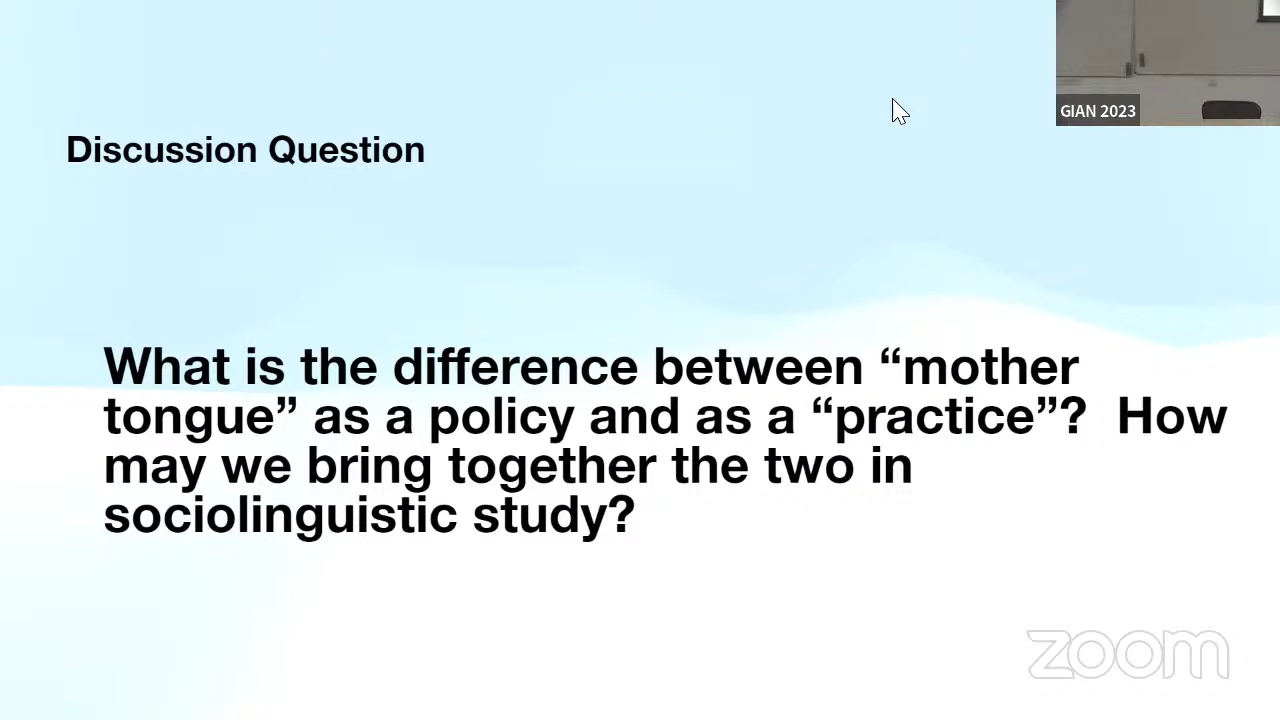 GIAN 2023
Discussion Question
What is the difference between “mother
tongue” as a policy and as a “practice”?  How
may we bring together the two in
sociolinguistic study?
zoom